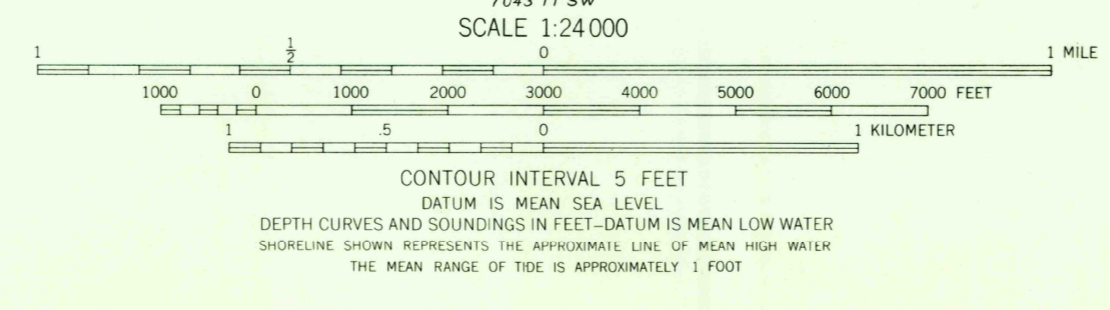 SCALE 1:24 000
1 1/2 0 1 MILE
1000 0 1000 2000 3000 4000 5000 6000 7000 FEET
1 .5 0 1 KILOMETER
CONTOUR INTERVAL 5 FEET
DATUM IS MEAN SEA LEVEL
DEPTH CURVES AND SOUNDINGS IN FEET—DATUM IS MEAN LOW WATER
SHORELINE SHOWN REPRESENTS THE APPROXIMATE LINE OF MEAN HIGH WATER
THE MEAN RANGE OF TIDE IS APPROXIMATELY 1 FOOT